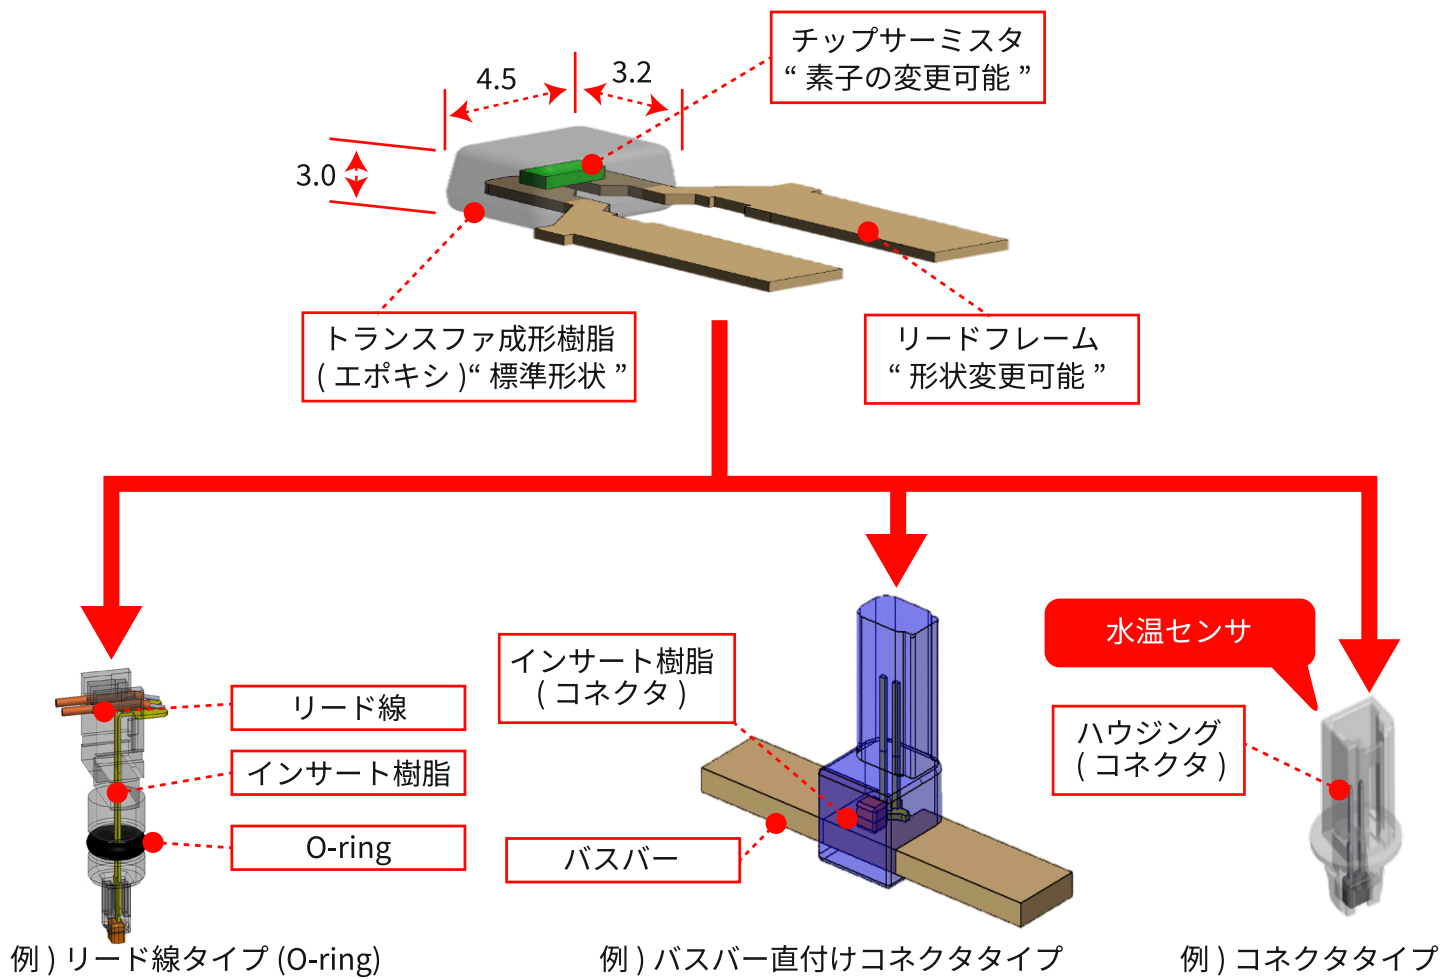 チップサーミスタ
“ 素子の変更可能 ”
4.5
3.2
3.0
トランスファ成形樹脂
( エポキシ )“ 標準形状 ”
リードフレーム
“ 形状変更可能 ”
リード線
インサート樹脂
O-ring
例 ) リード線タイプ (O-ring)
インサート樹脂
( コネクタ )
バスバー
例 ) バスバー直付けコネクタタイプ
水温センサ
ハウジング
( コネクタ )
例 ) コネクタタイプ